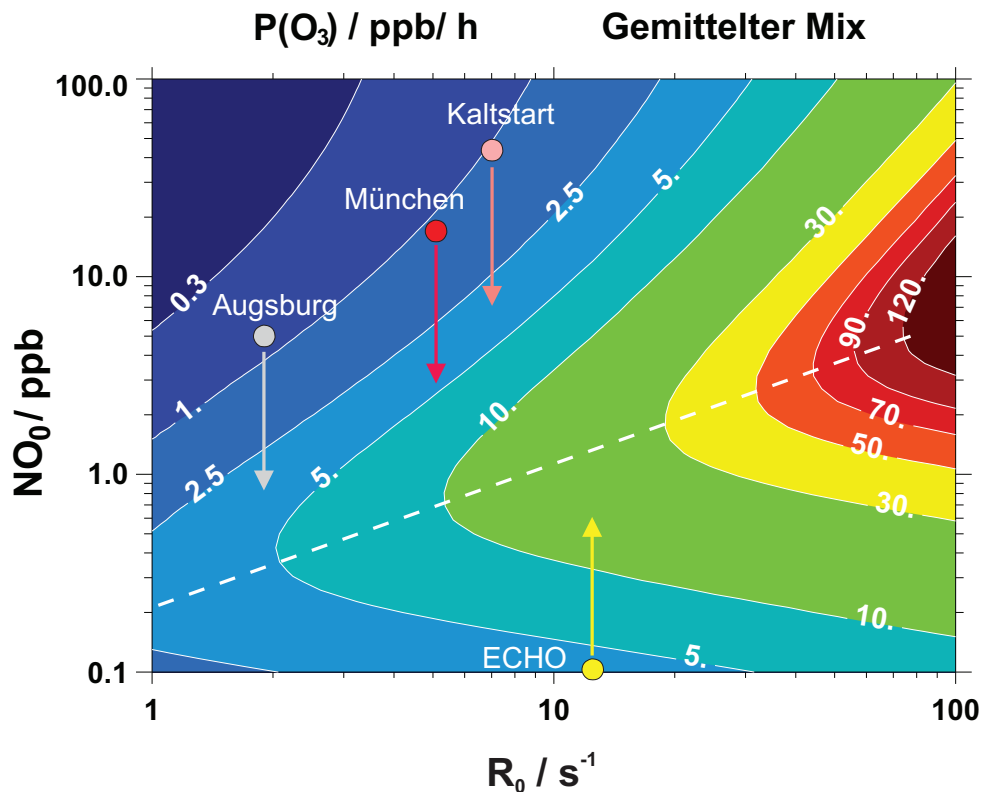 P(O₃) / ppb/ h Gemittelter Mix
100.0
10.0
1.0
0.1
NO₀ / ppb
Kaltstart
München
Augsburg
ECHO
0.3
1.
2.5
5.
2.5
5.
10.
30.
120.
90.
70.
50.
30.
10.
5.
1 10 100
R₀ / s⁻¹